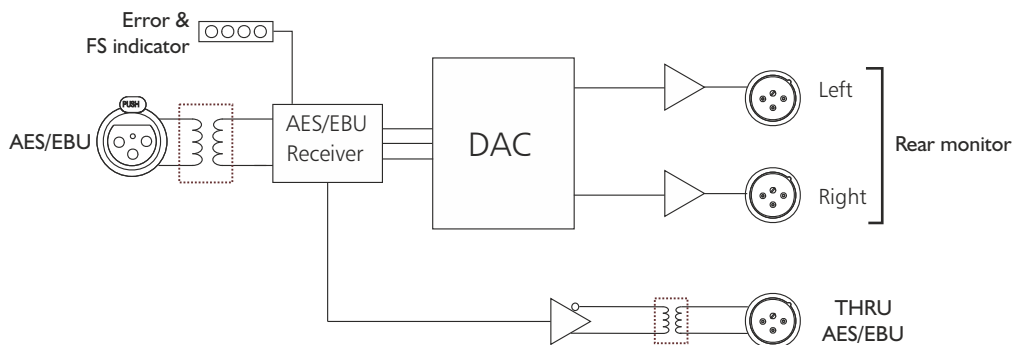 Error &
FS indicator
PUSH
AES/EBU
AES/EBU
Receiver
DAC
Left
Right
Rear monitor
THRU
AES/EBU